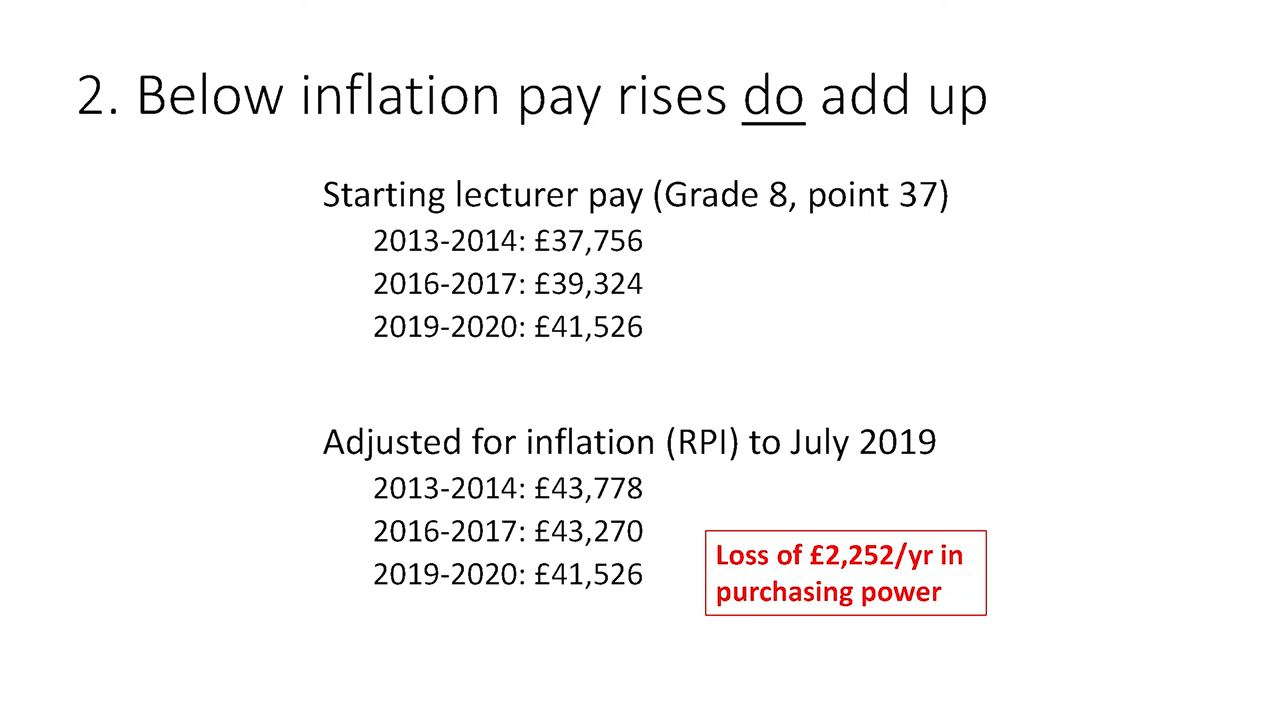 2. Below inflation pay rises do add up
Starting lecturer pay (Grade 8, point 37)
2013-2014: £37,756
2016-2017: £39,324
2019-2020: £41,526
Adjusted for inflation (RPI) to July 2019
2013-2014: £43,778
2016-2017: £43,270
2019-2020: £41,526
Loss of £2,252/yr in
purchasing power